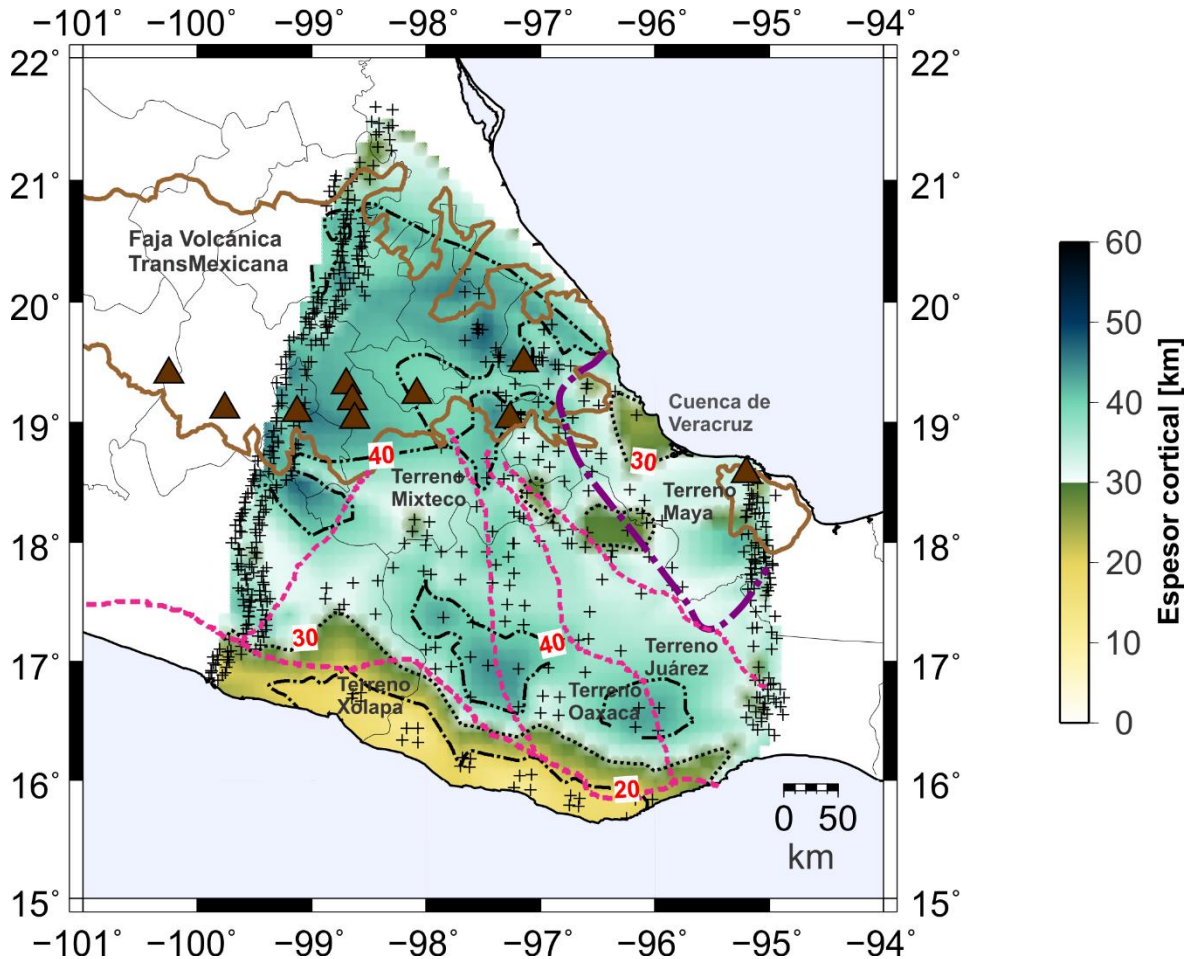 −101˚ −100˚ −99˚ −98˚ −97˚ −96˚ −95˚ −94˚
22˚ 22˚
21˚ 21˚
Faja Volcánica
TransMexicana
20˚ 20˚
19˚ 19˚
Cuenca de
Veracruz
40
30
Terreno
Mixteco
Terreno
Maya
18˚ 18˚
30
40
17˚ 17˚
Terreno
Juárez
Terreno
Xolapa
Terreno
Oaxaca
20
16˚ 16˚
0 50
km
15˚ 15˚
−101˚ −100˚ −99˚ −98˚ −97˚ −96˚ −95˚ −94˚
60
50
40
30
20
10
0
Espesor cortical [km]